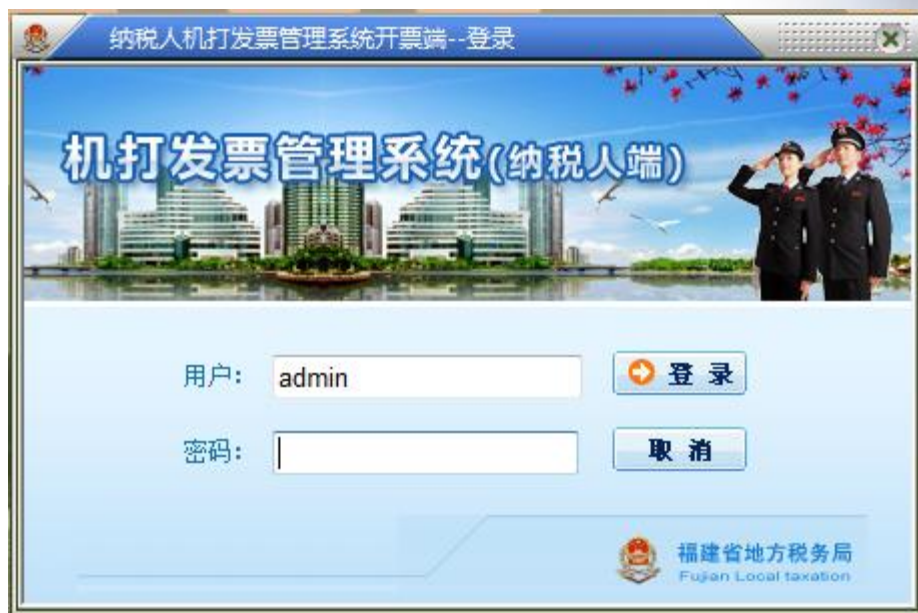 纳税人机打发票管理系统开票端--登录
机打发票管理系统(纳税人端)
用户: admin
登 录
密码:
取 消
福建省地方税务局
Fujian Local taxation